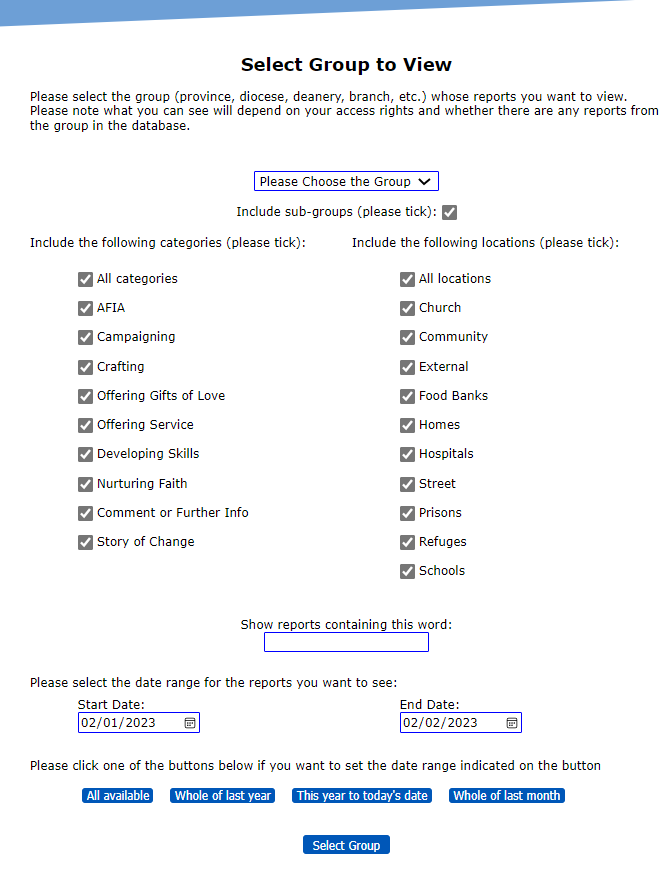 Select Group to View
Please select the group (province, diocese, deanery, branch, etc.) whose reports you want to view.
Please note what you can see will depend on your access rights and whether there are any reports from
the group in the database.
Please Choose the Group
Include sub-groups (please tick):
Include the following categories (please tick):
All categories
AFIA
Campaigning
Crafting
Offering Gifts of Love
Offering Service
Developing Skills
Nurturing Faith
Comment or Further Info
Story of Change
Include the following locations (please tick):
All locations
Church
Community
External
Food Banks
Homes
Hospitals
Street
Prisons
Refuges
Schools
Show reports containing this word:
Please select the date range for the reports you want to see:
Start Date:
02/01/2023
End Date:
02/02/2023
Please click one of the buttons below if you want to set the date range indicated on the button
All available
Whole of last year
This year to today's date
Whole of last month
Select Group